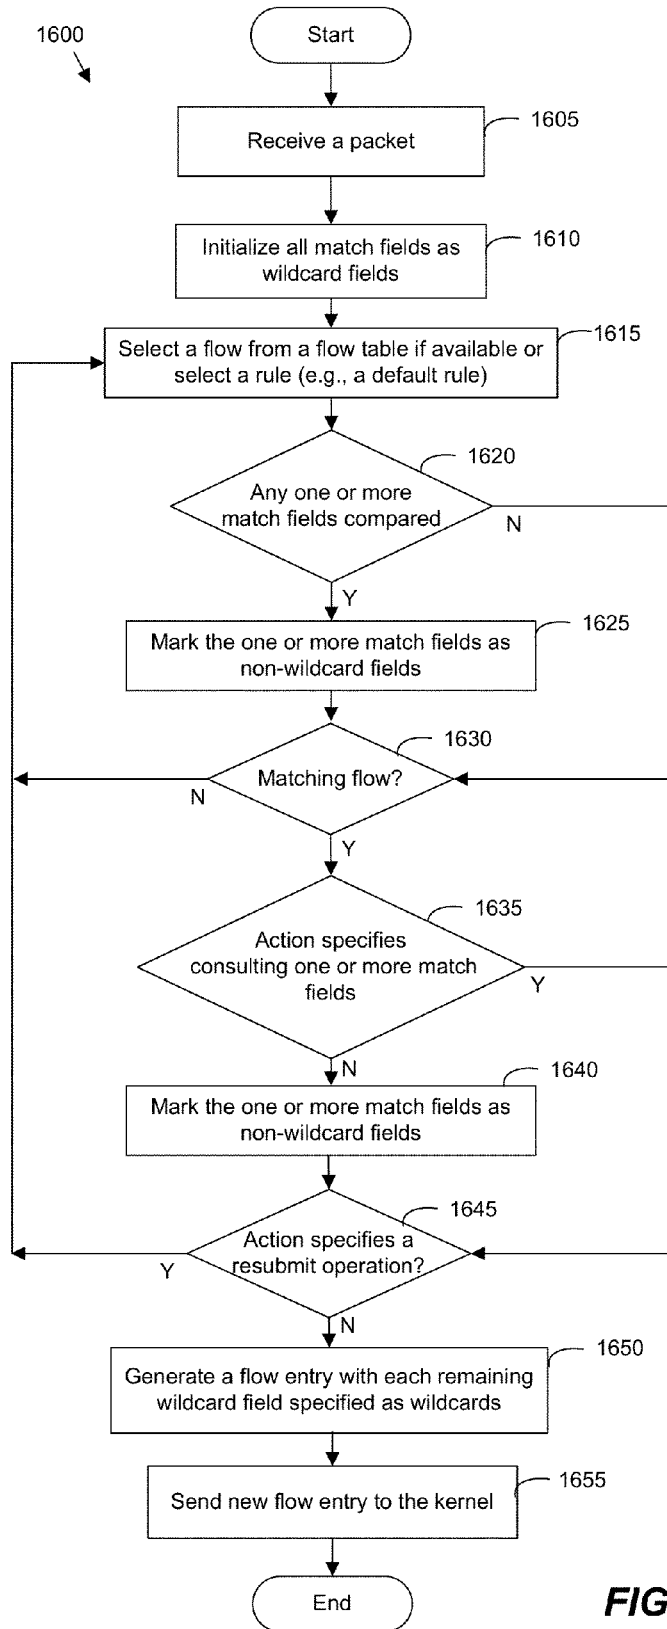 1600
Start
Receive a packet
1605
Initialize all match fields as
wildcard fields
1610
Select a flow from a flow table if available or
select a rule (e.g., a default rule)
1615
Any one or more
match fields compared
1620
N
Y
Mark the one or more match fields as
non-wildcard fields
1625
Matching flow?
1630
N
Y
Action specifies
consulting one or more match
fields
1635
Y
N
Mark the one or more match fields as
non-wildcard fields
1640
Action specifies a
resubmit operation?
1645
Y
N
Generate a flow entry with each remaining
wildcard field specified as wildcards
1650
Send new flow entry to the kernel
1655
End
FIG